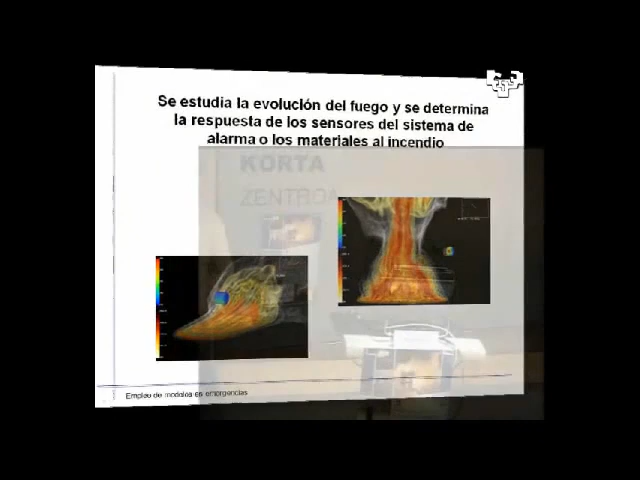 Se estudia la evolución del fuego y se determina
la respuesta de los sensores del sistema de
alarma o los materiales al incendio
KORTA
ZENTROA
Empleo de modelos en emergencias